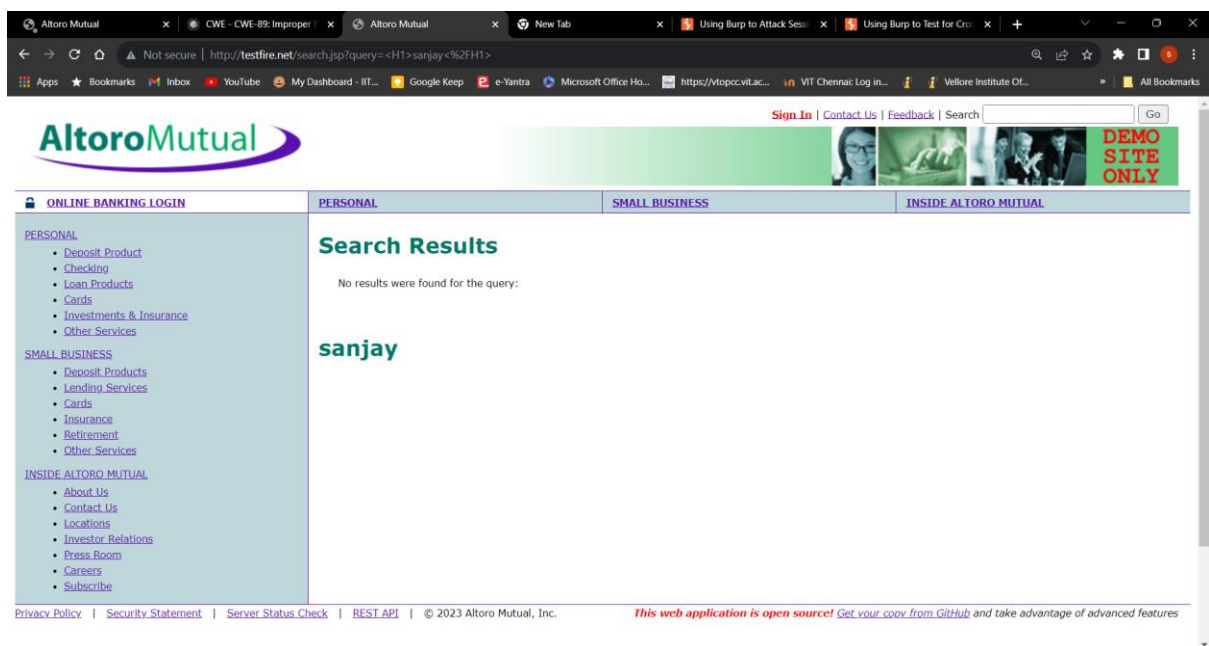 Altoro Mutual
CWE - CWE-89: Improper
Altoro Mutual
New Tab
Using Burp to Attack Sess
Using Burp to Test for Cro
Not secure | http://testfire.net/search.jsp?query=<H1>sanjay<%2FH1>
Apps Bookmarks Inbox YouTube My Dashboard - IIT... Google Keep e-Yantra Microsoft Office Ho... https://vtopcc.vit.ac... VIT Chennai: Log in... Vellore Institute Of... » All Bookmarks
Sign In | Contact Us | Feedback | Search Go
AltoroMutual
DEMO
SITE
ONLY
ONLINE BANKING LOGIN PERSONAL SMALL BUSINESS INSIDE ALTORO MUTUAL
PERSONAL
Deposit Product
Checking
Loan Products
Cards
Investments & Insurance
Other Services
SMALL BUSINESS
Deposit Products
Lending Services
Cards
Insurance
Retirement
Other Services
INSIDE ALTORO MUTUAL
About Us
Contact Us
Locations
Investor Relations
Press Room
Careers
Subscribe
Search Results
No results were found for the query:
sanjay
Privacy Policy | Security Statement | Server Status Check | REST API | © 2023 Altoro Mutual, Inc. This web application is open source! Get your copy from GitHub and take advantage of advanced features